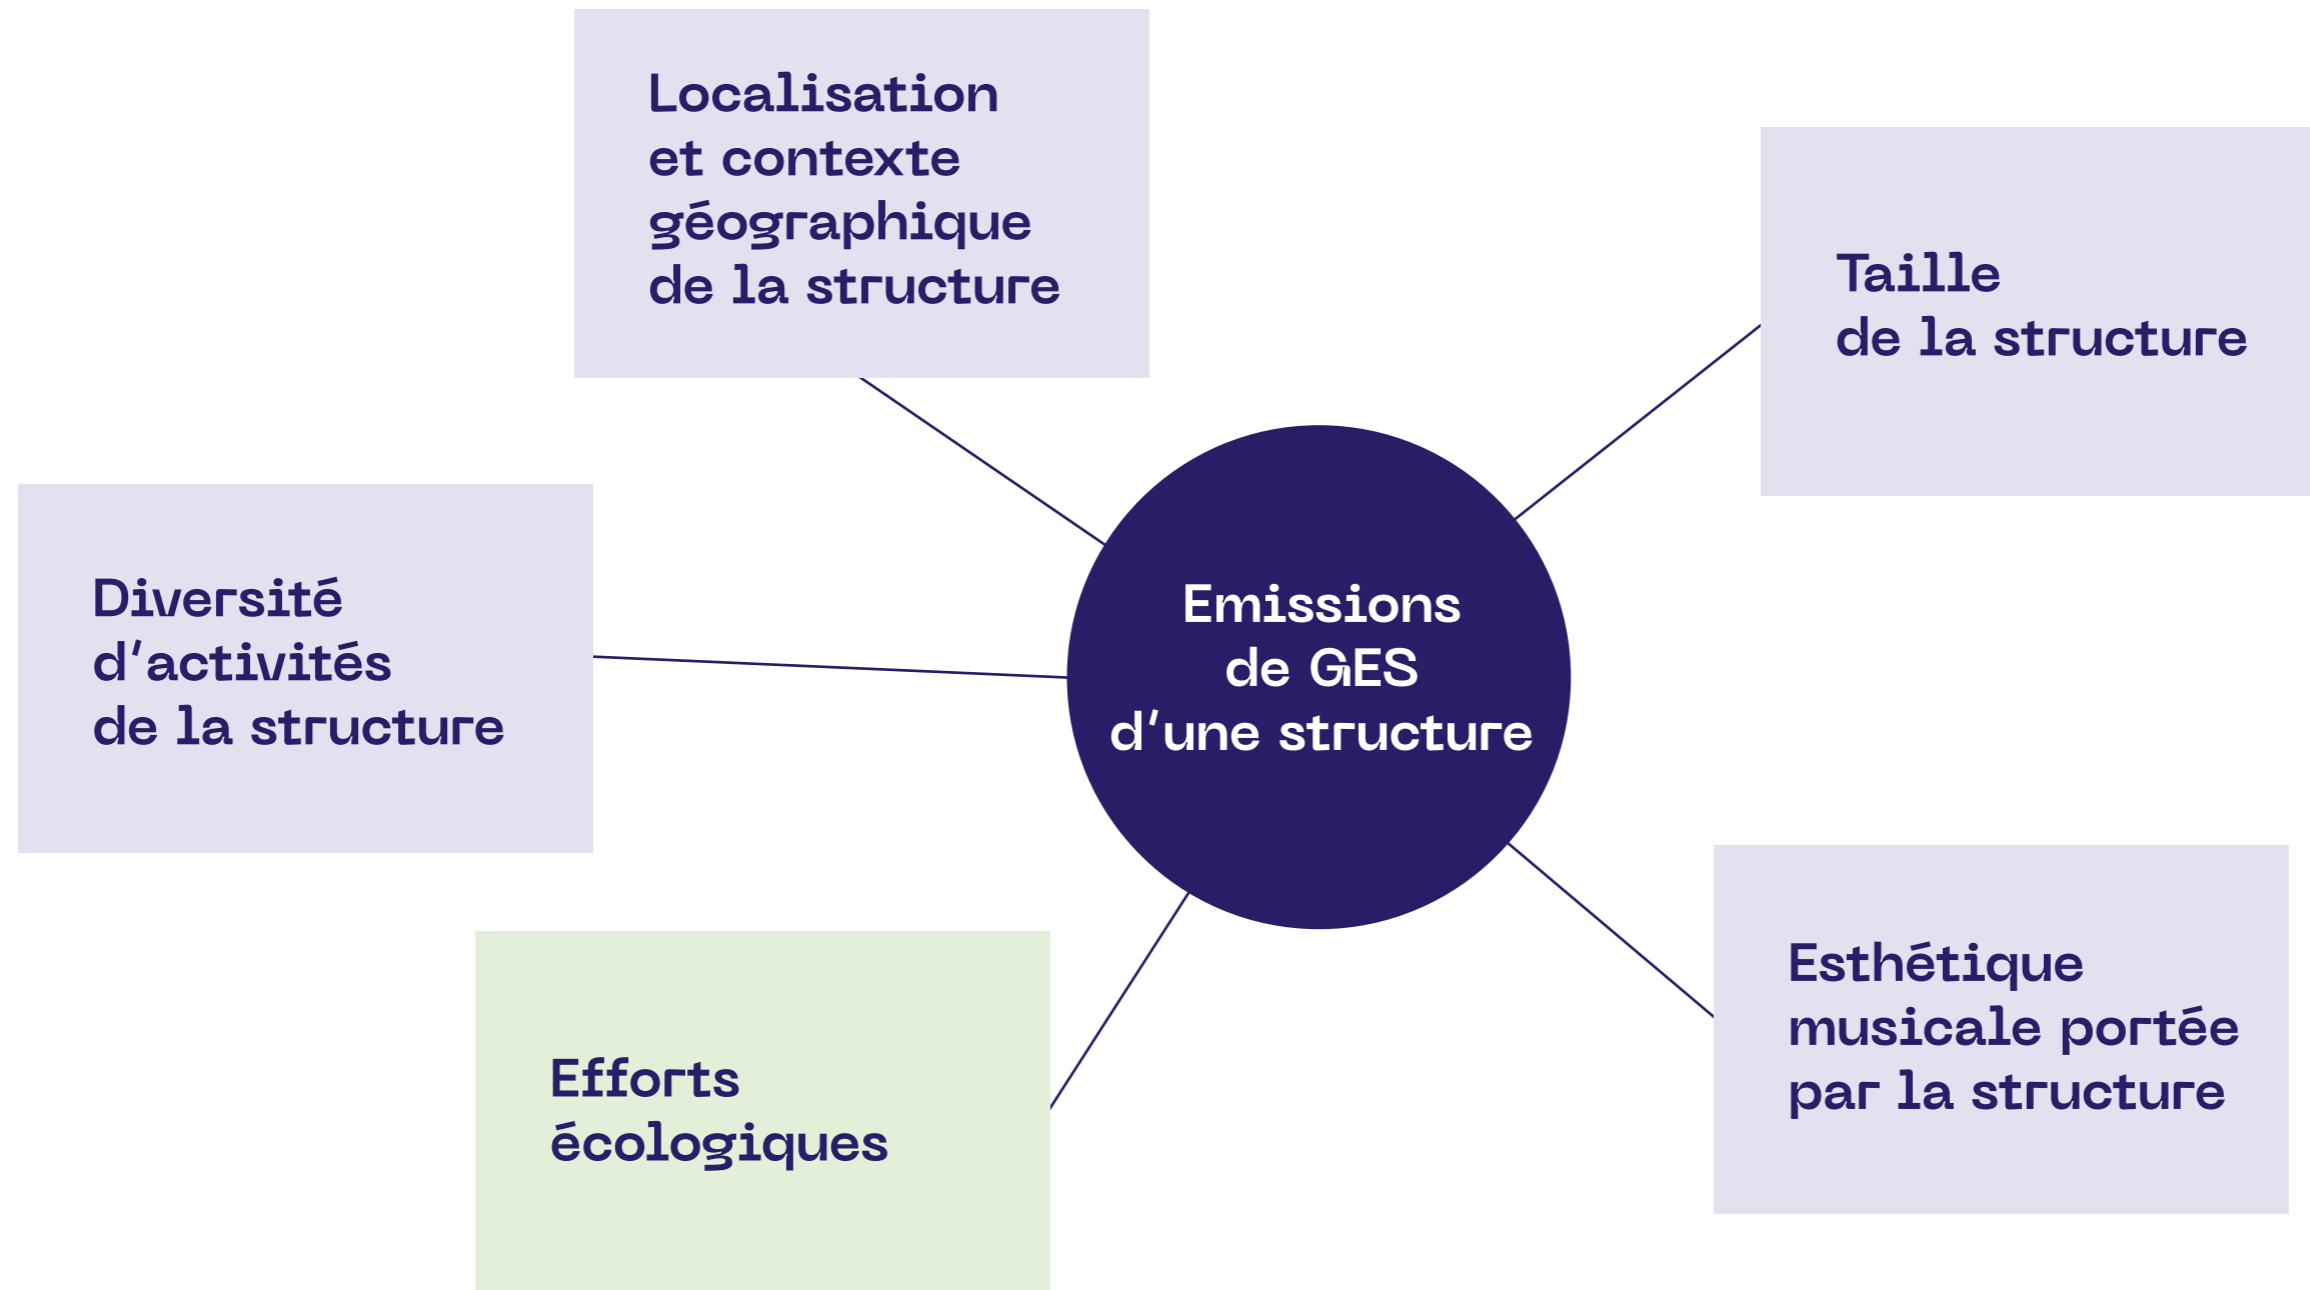 Localisation
et contexte
géographique
de la structure
Taille
de la structure
Diversité
d'activités
de la structure
Emissions
de GES
d'une structure
Efforts
écologiques
Esthétique
musicale portée
par la structure